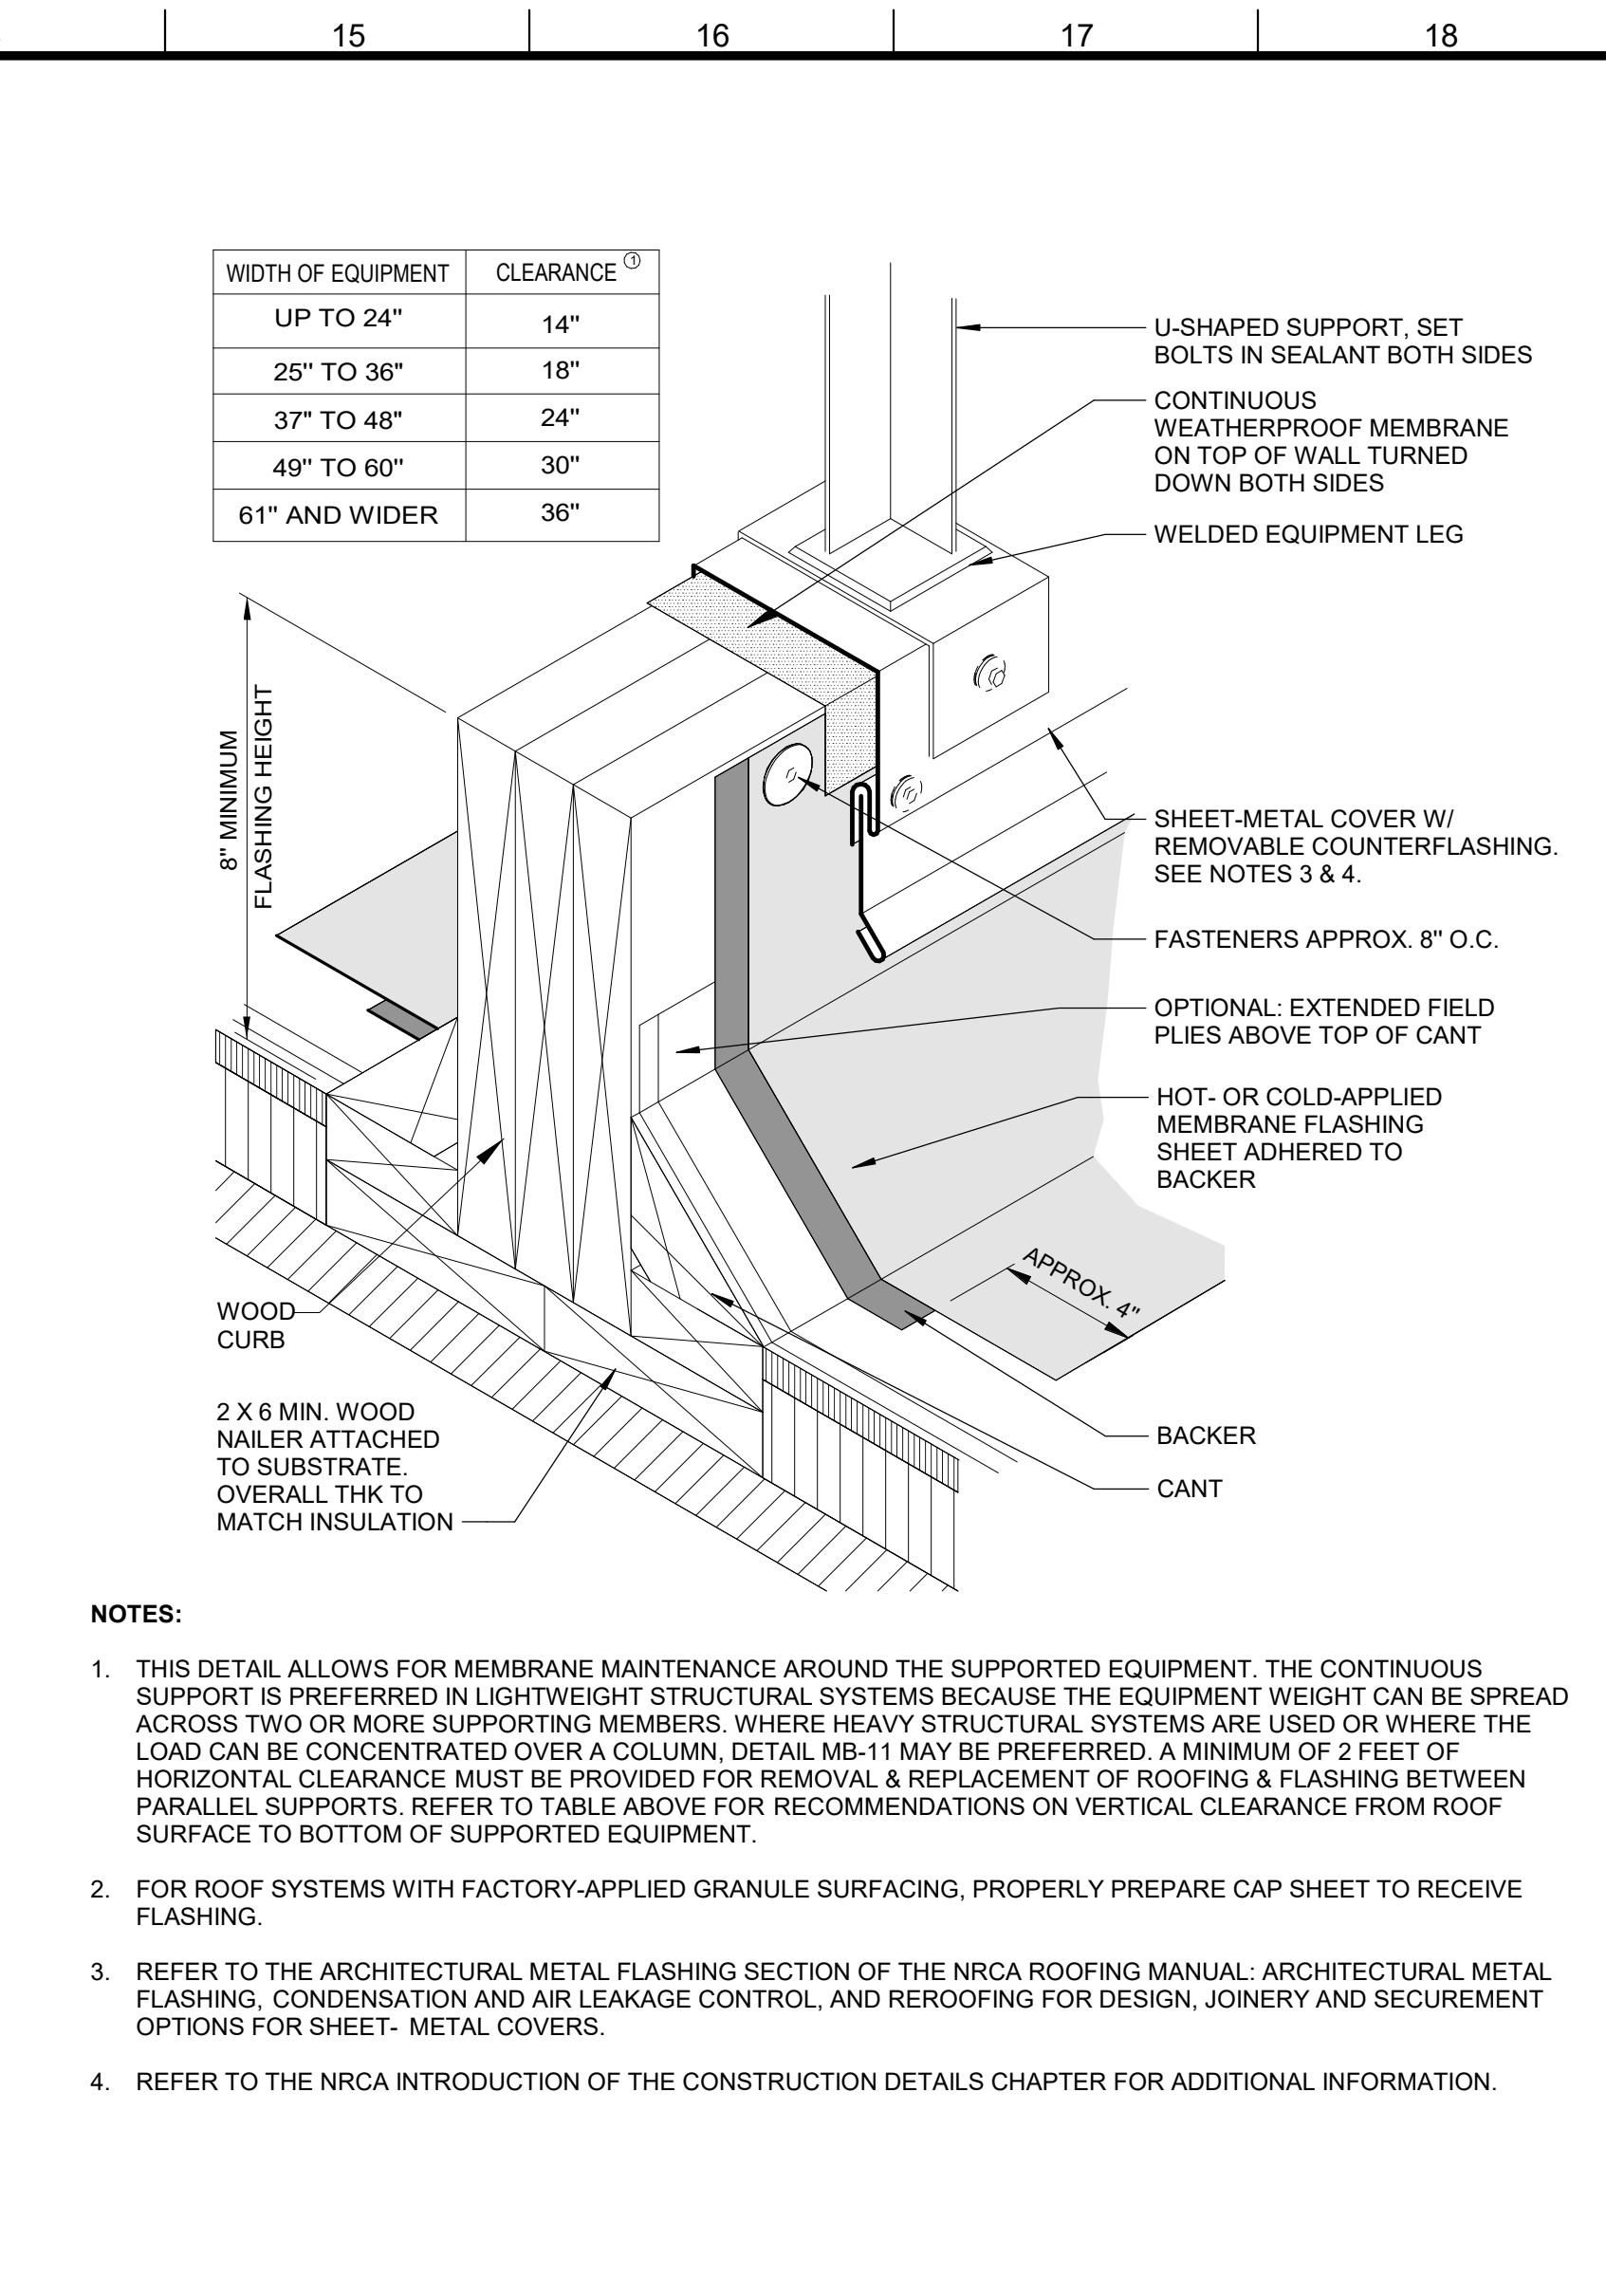 15 16 17 18
WIDTH OF EQUIPMENT CLEARANCE 1
UP TO 24" 14"
25" TO 36" 18"
37" TO 48" 24"
49" TO 60" 30"
61" AND WIDER 36"
U-SHAPED SUPPORT, SET
BOLTS IN SEALANT BOTH SIDES
CONTINUOUS
WEATHERPROOF MEMBRANE
ON TOP OF WALL TURNED
DOWN BOTH SIDES
WELDED EQUIPMENT LEG
8" MINIMUM
FLASHING HEIGHT
SHEET-METAL COVER W/
REMOVABLE COUNTERFLASHING.
SEE NOTES 3 & 4.
FASTENERS APPROX. 8" O.C.
OPTIONAL: EXTENDED FIELD
PLIES ABOVE TOP OF CANT
HOT- OR COLD-APPLIED
MEMBRANE FLASHING
SHEET ADHERED TO
BACKER
APPROX. 4"
WOOD
CURB
2 X 6 MIN. WOOD
NAILER ATTACHED
TO SUBSTRATE.
OVERALL THK TO
MATCH INSULATION
BACKER
CANT
NOTES:
1. THIS DETAIL ALLOWS FOR MEMBRANE MAINTENANCE AROUND THE SUPPORTED EQUIPMENT. THE CONTINUOUS
SUPPORT IS PREFERRED IN LIGHTWEIGHT STRUCTURAL SYSTEMS BECAUSE THE EQUIPMENT WEIGHT CAN BE SPREAD
ACROSS TWO OR MORE SUPPORTING MEMBERS. WHERE HEAVY STRUCTURAL SYSTEMS ARE USED OR WHERE THE
LOAD CAN BE CONCENTRATED OVER A COLUMN, DETAIL MB-11 MAY BE PREFERRED. A MINIMUM OF 2 FEET OF
HORIZONTAL CLEARANCE MUST BE PROVIDED FOR REMOVAL & REPLACEMENT OF ROOFING & FLASHING BETWEEN
PARALLEL SUPPORTS. REFER TO TABLE ABOVE FOR RECOMMENDATIONS ON VERTICAL CLEARANCE FROM ROOF
SURFACE TO BOTTOM OF SUPPORTED EQUIPMENT.
2. FOR ROOF SYSTEMS WITH FACTORY-APPLIED GRANULE SURFACING, PROPERLY PREPARE CAP SHEET TO RECEIVE
FLASHING.
3. REFER TO THE ARCHITECTURAL METAL FLASHING SECTION OF THE NRCA ROOFING MANUAL: ARCHITECTURAL METAL
FLASHING, CONDENSATION AND AIR LEAKAGE CONTROL, AND REROOFING FOR DESIGN, JOINERY AND SECUREMENT
OPTIONS FOR SHEET- METAL COVERS.
4. REFER TO THE NRCA INTRODUCTION OF THE CONSTRUCTION DETAILS CHAPTER FOR ADDITIONAL INFORMATION.